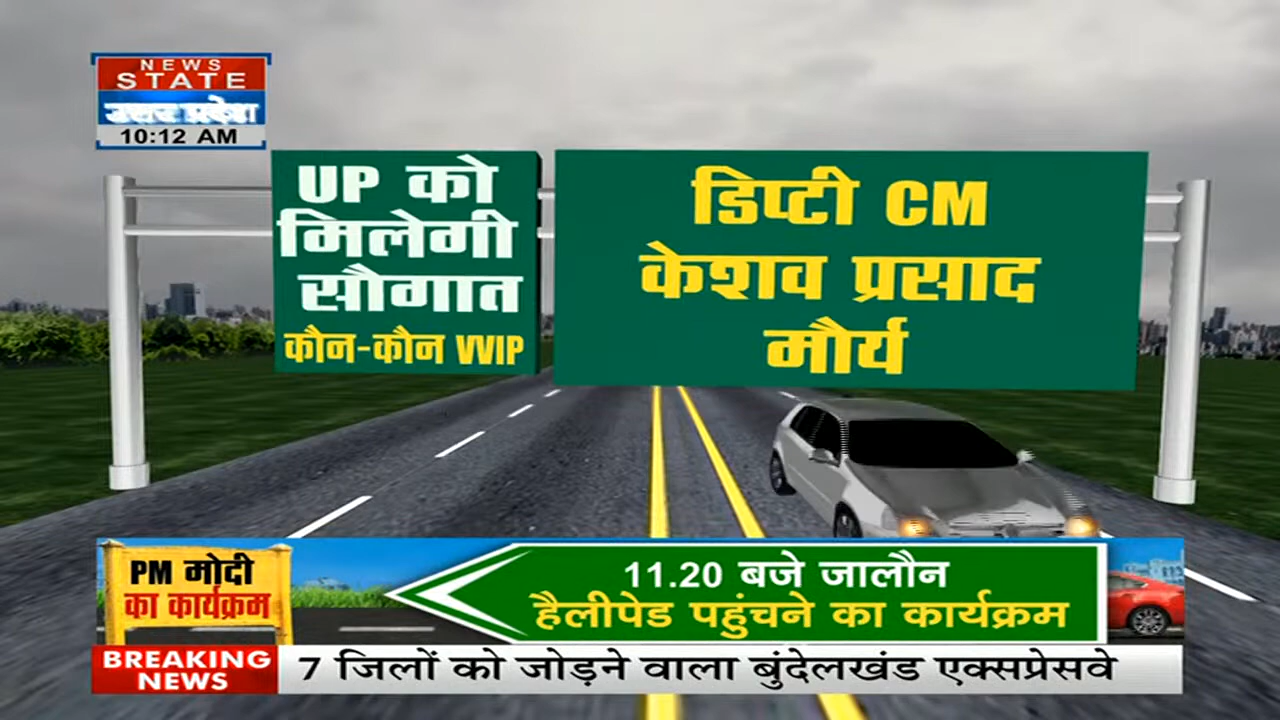 NEWS
STATE
उत्तर प्रदेश
10:12 AM
UP को
मिलेगी
सौगात
कौन-कौन VVIP
डिप्टी CM
केशव प्रसाद
मौर्य
PM मोदी
का कार्यक्रम
11.20 बजे जालौन
हैलीपेड पहुंचने का कार्यक्रम
BREAKING
NEWS
7 जिलों को जोड़ने वाला बुंदेलखंड एक्सप्रेसवे